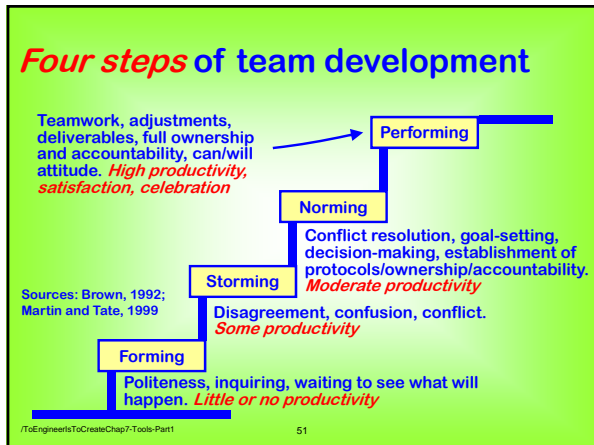 Four steps of team development
Teamwork, adjustments,
deliverables, full ownership
and accountability, can/will
attitude. High productivity,
satisfaction, celebration
Performing
Norming
Conflict resolution, goal-setting,
decision-making, establishment of
protocols/ownership/accountability.
Moderate productivity
Storming
Sources: Brown, 1992;
Martin and Tate, 1999
Disagreement, confusion, conflict.
Some productivity
Forming
Politeness, inquiring, waiting to see what will
happen. Little or no productivity
/ToEngineerIsToCreateChap7-Tools-Part1
51